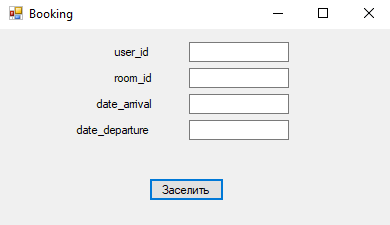 Booking
user_id
room_id
date_arrival
date_departure
Заселить